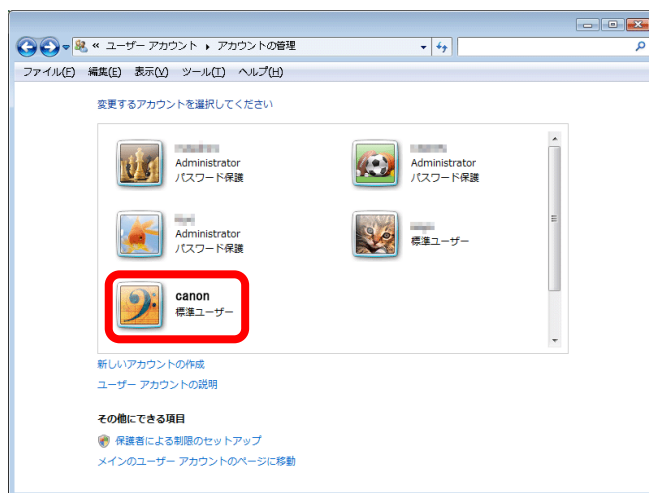 « ユーザー アカウント ▸ アカウントの管理
ファイル(F) 編集(E) 表示(V) ツール(T) ヘルプ(H)
変更するアカウントを選択してください
Administrator
パスワード保護
Administrator
パスワード保護
Administrator
パスワード保護
標準ユーザー
canon
標準ユーザー
新しいアカウントの作成
ユーザー アカウントの説明
その他にできる項目
保護者による制限のセットアップ
メインのユーザー アカウントのページに移動